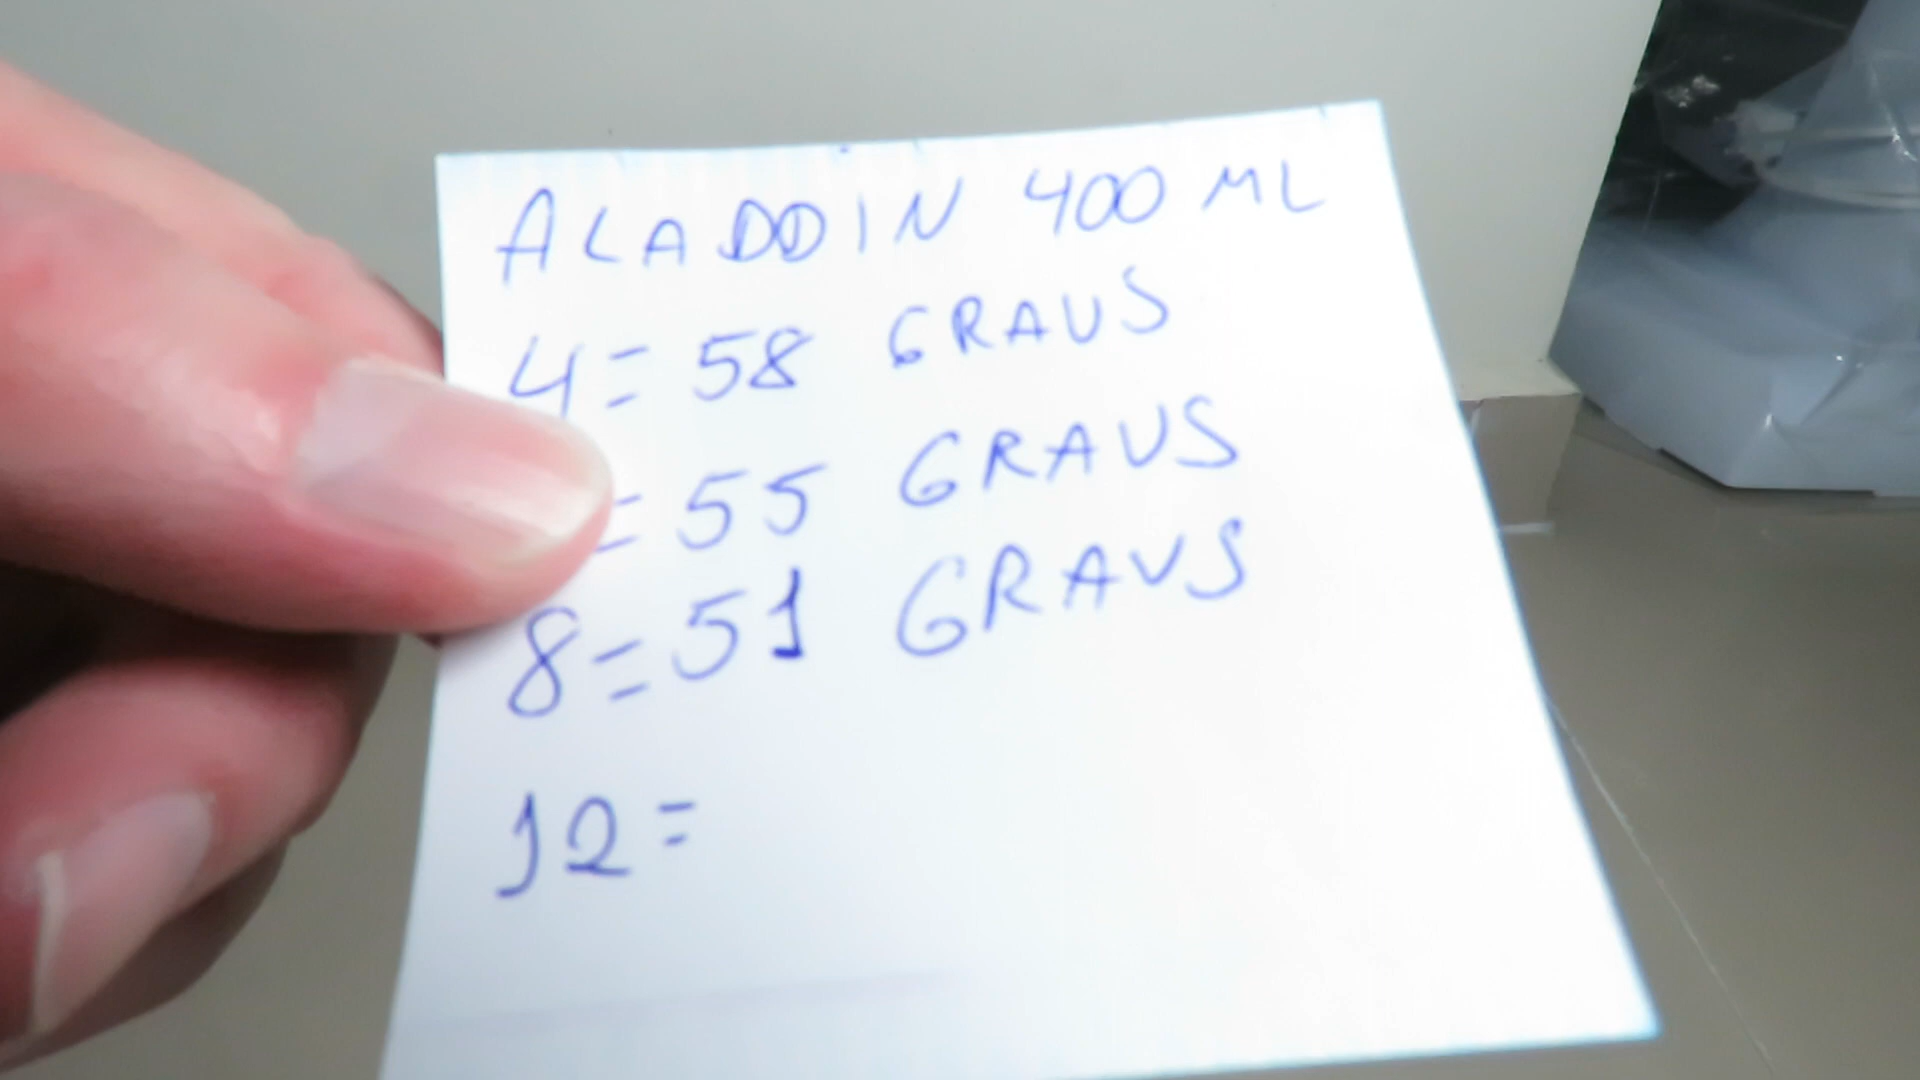 ALADDIN 400 ML
4= 58 GRAUS
= 55 GRAUS
8= 51 GRAUS
12=